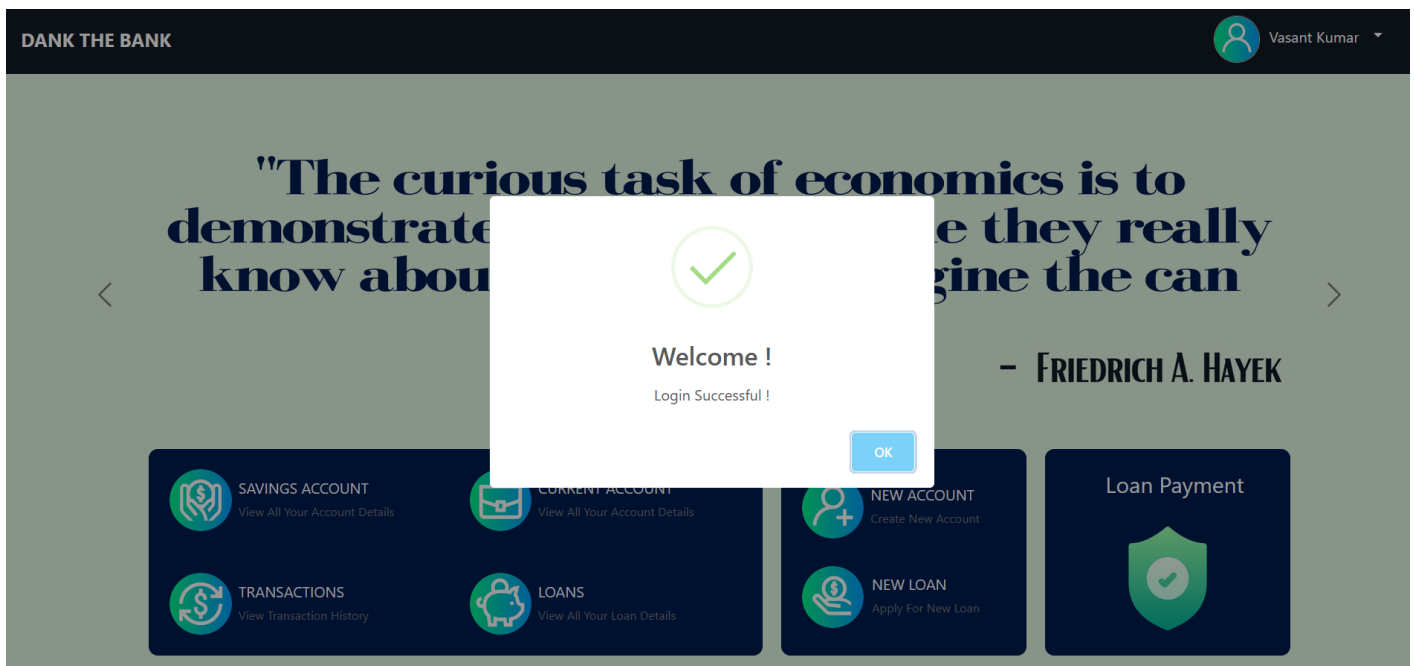 DANK THE BANK
Vasant Kumar
"The curious task of economics is to
demonstrate e they really
know abou gine the can
– FRIEDRICH A. HAYEK
Welcome !
Login Successful !
OK
SAVINGS ACCOUNT
View All Your Account Details
CURRENT ACCOUNT
View All Your Account Details
TRANSACTIONS
View Transaction History
LOANS
View All Your Loan Details
NEW ACCOUNT
Create New Account
NEW LOAN
Apply For New Loan
Loan Payment